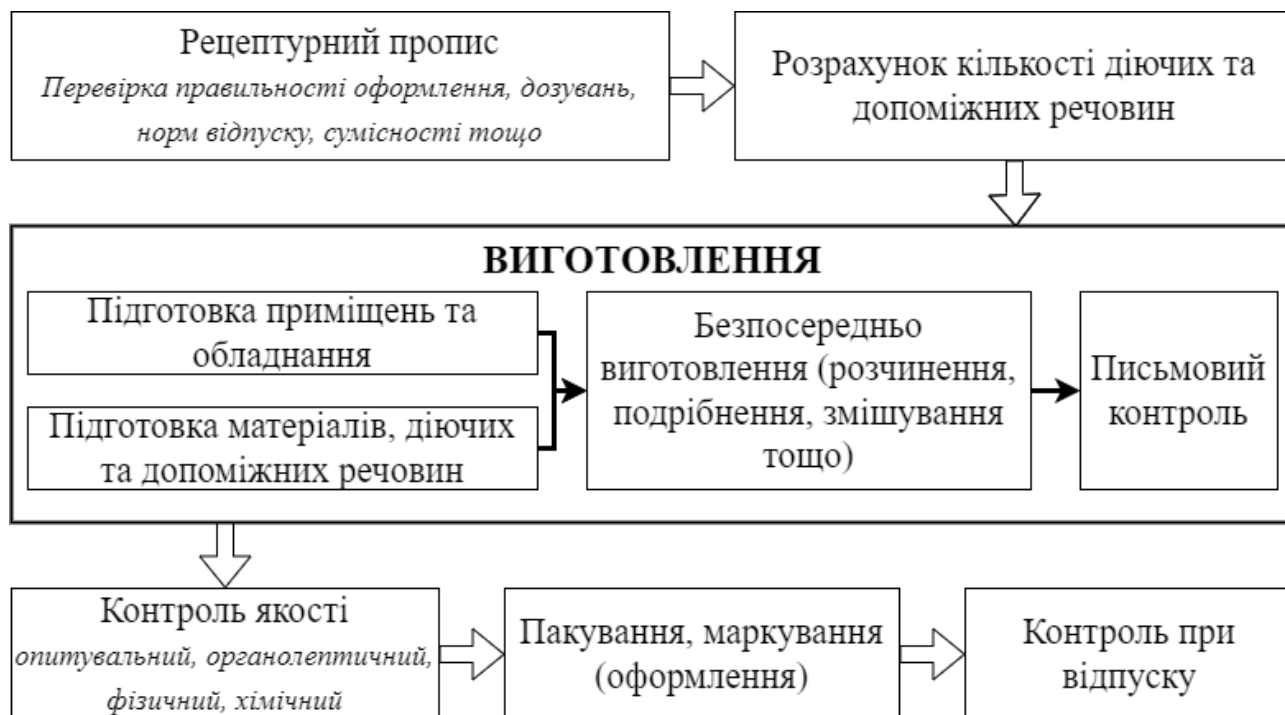 Рецептурний пропис
Перевірка правильності оформлення, дозувань,
норм відпуску, сумісності тощо
Розрахунок кількості діючих та
допоміжних речовин
ВИГОТОВЛЕННЯ
Підготовка приміщень та
обладнання
Підготовка матеріалів, діючих
та допоміжних речовин
Безпосередньо
виготовлення (розчинення,
подрібнення, змішування
тощо)
Письмовий
контроль
Контроль якості
опитувальний, органолептичний,
фізичний, хімічний
Пакування, маркування
(оформлення)
Контроль при
відпуску